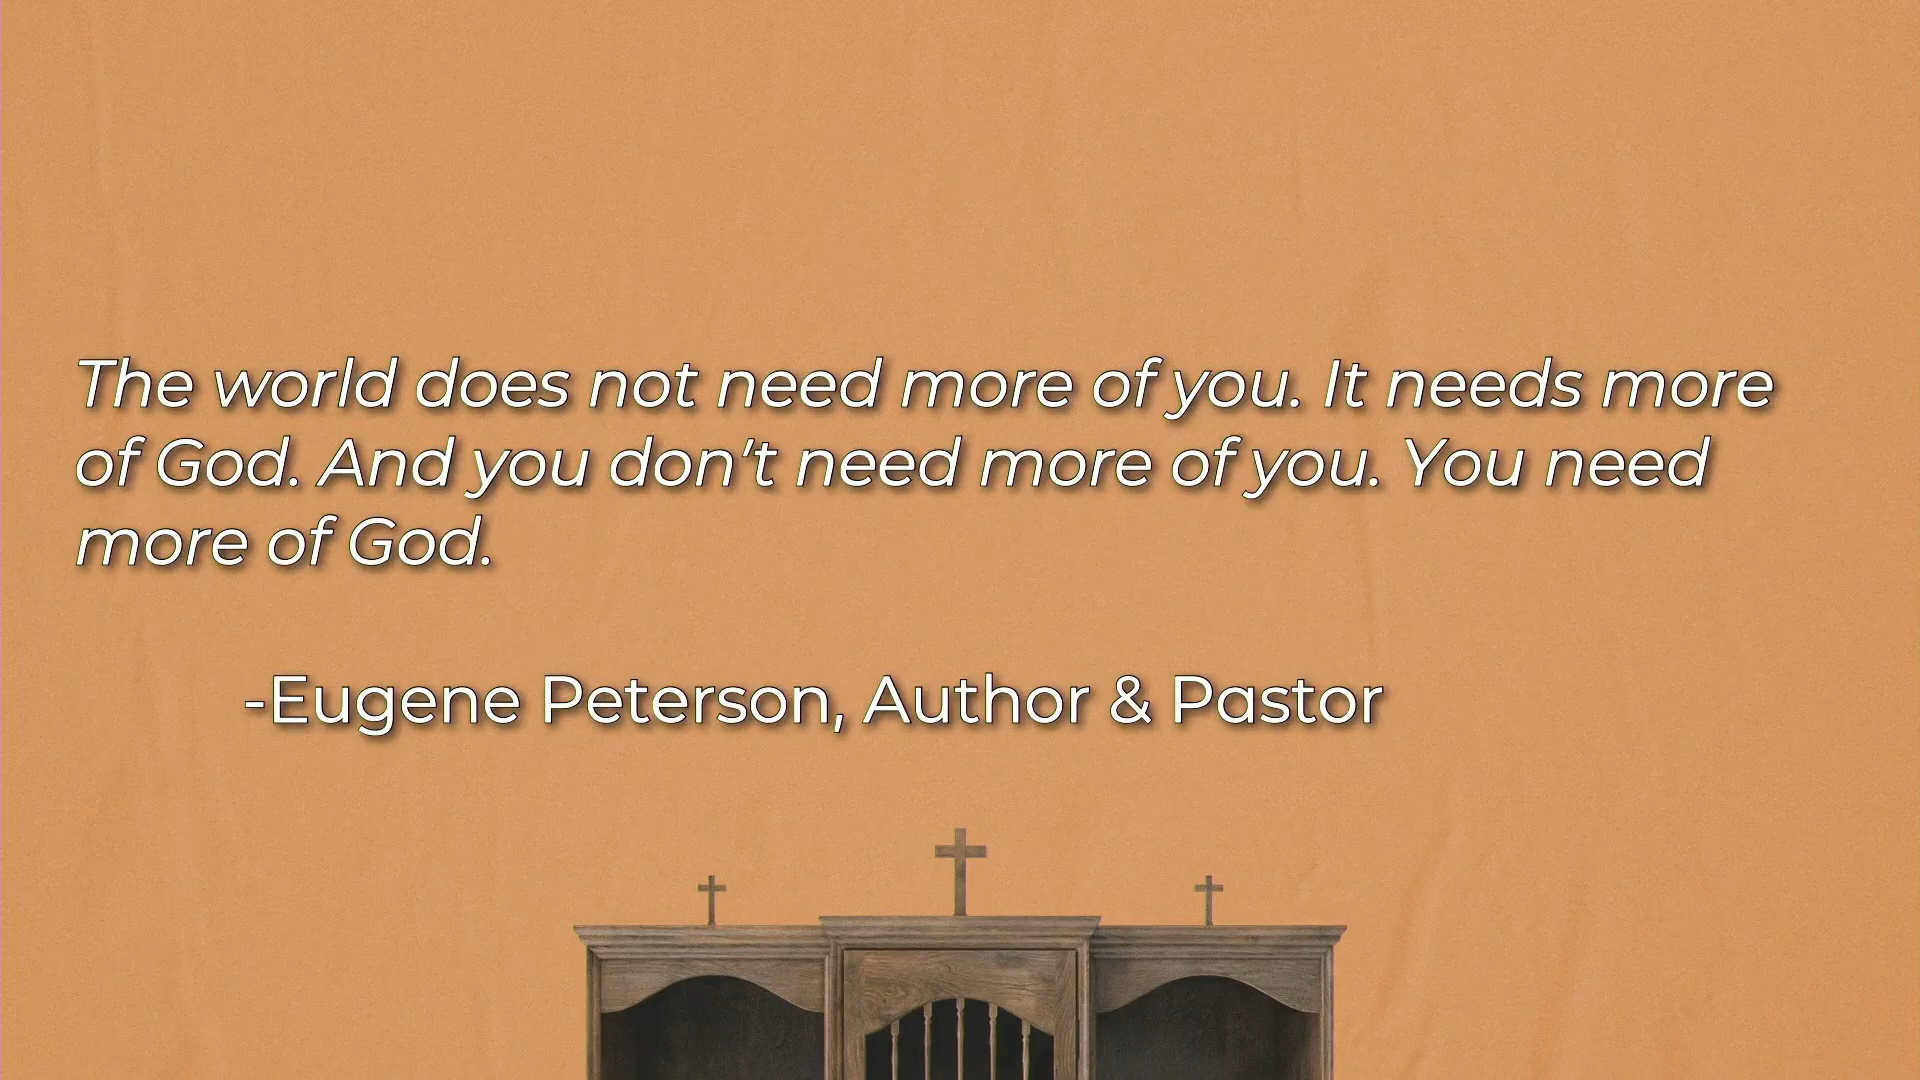 The world does not need more of you. It needs more
of God. And you don't need more of you. You need
more of God.
-Eugene Peterson, Author & Pastor